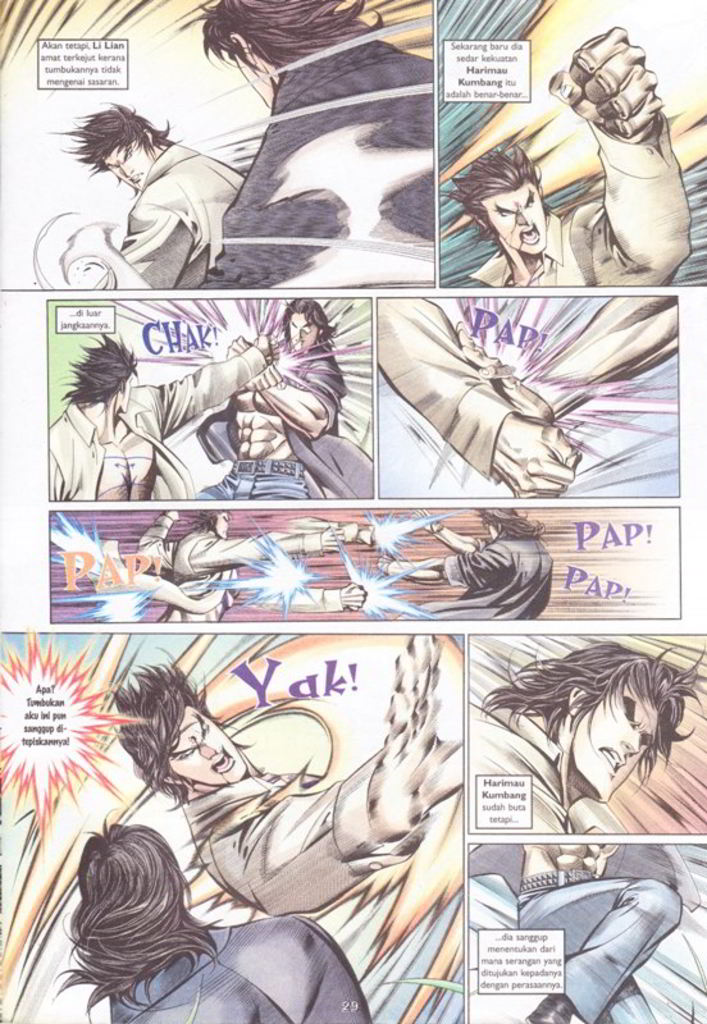 Akan tetapi, Li Lian
amat terkejut kerana
tumbukannya tidak
mengenai sasaran.
Sekarang baru dia
sedar kekuatan
Harimau
Kumbang itu
adalah benar-benar...
...di luar
jangkaannya.
CHAK!
PAP!
PAP!
PAP!
PAP!
Apa?
Tumbukan
aku ini pun
sanggup di-
tepiskannya!
YAK!
Harimau
Kumbang
sudah buta
tetapi...
...dia sanggup
menentukan dari
mana serangan yang
ditujukan kepadanya
dengan perasaannya.
29